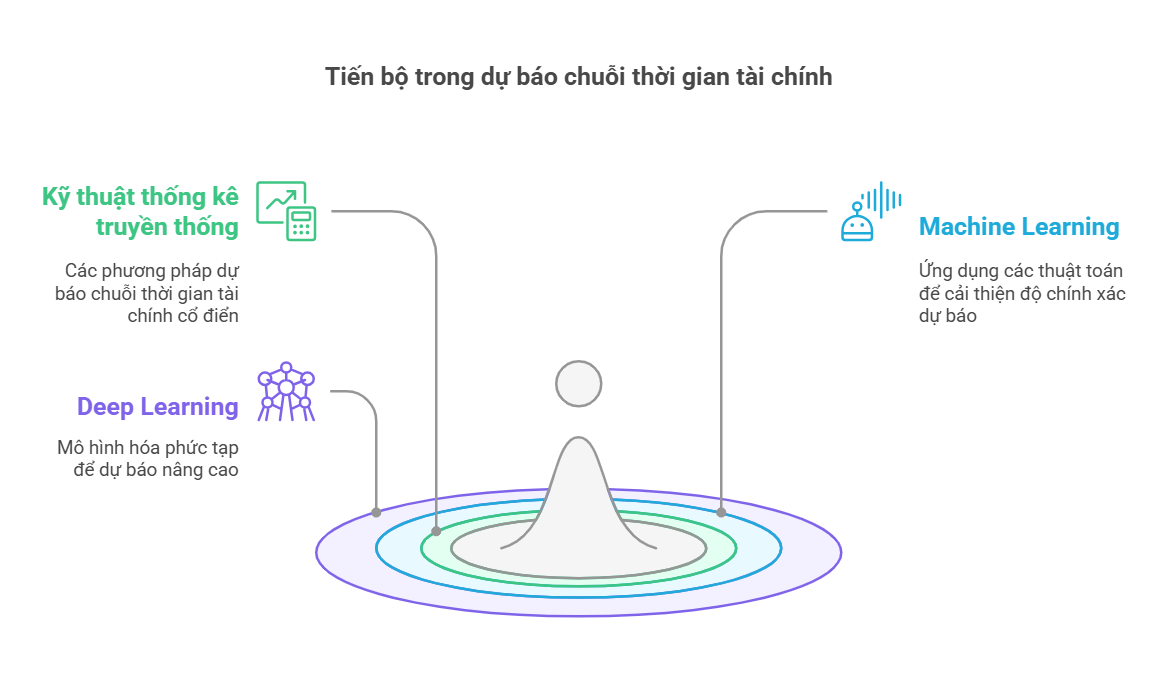 Tiến bộ trong dự báo chuỗi thời gian tài chính
Kỹ thuật thống kê
truyền thống
Các phương pháp dự
báo chuỗi thời gian tài
chính cổ điển
Machine Learning
Ứng dụng các thuật toán
để cải thiện độ chính xác
dự báo
Deep Learning
Mô hình hóa phức tạp
để dự báo nâng cao